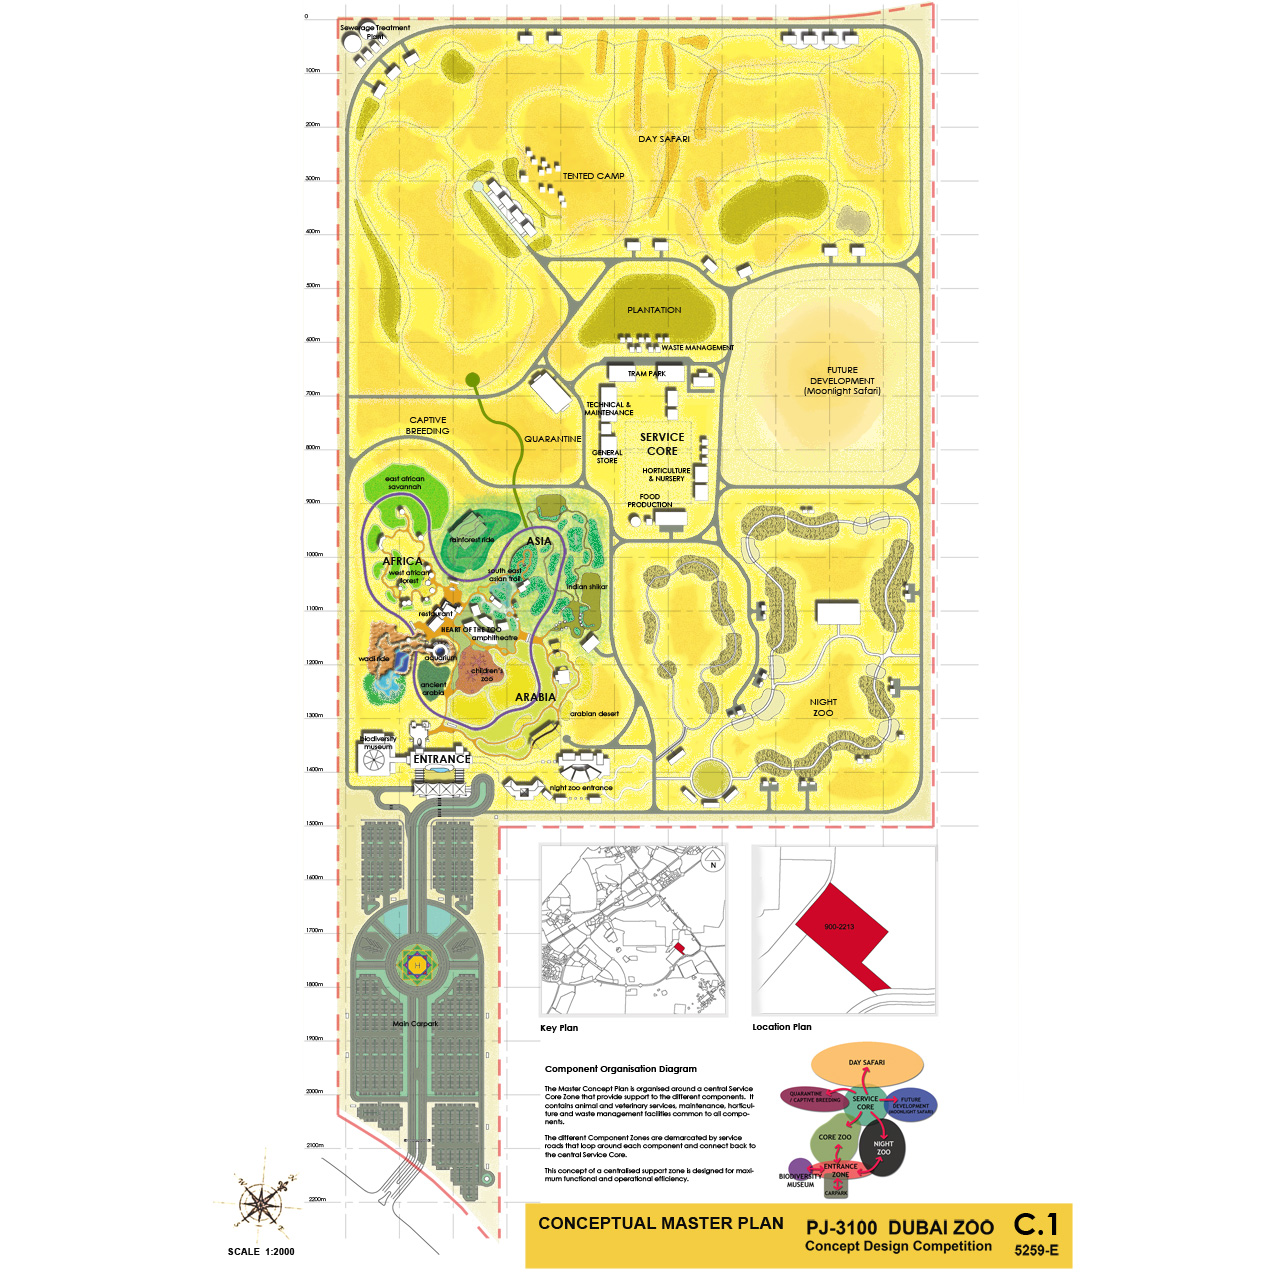 0
Sewerage Treatment
Plant
100m
200m
DAY SAFARI
300m
TENTED CAMP
400m
500m
PLANTATION
600m
WASTE MANAGEMENT
TRAM PARK
FUTURE
DEVELOPMENT
(Moonlight Safari)
700m
TECHNICAL &
MAINTENANCE
CAPTIVE
BREEDING
QUARANTINE
SERVICE
CORE
800m
GENERAL
STORE
HORTICULTURE
& NURSERY
east african
savannah
900m
FOOD
PRODUCTION
rainforest ride
ASIA
1000m
AFRICA
west african
forest
south east
asian trail
indian shikar
1100m
restaurant
HEART OF THE ZOO
amphitheatre
wadi ride
aquarium
1200m
children's
zoo
ancient
arabia
ARABIA
NIGHT
ZOO
1300m
arabian desert
Biodiversity
museum
ENTRANCE
1400m
night zoo entrance
1500m
1600m
1700m
H
1800m
Main Carpark
1900m
2000m
2100m
2200m
N
900-2213
Key Plan
Location Plan
Component Organisation Diagram
The Master Concept Plan is organised around a central Service
Core Zone that provide support to the different components. It
contains animal and veterinary services, maintenance, horticul-
ture and waste management facilities common to all compo-
nents.
The different Component Zones are demarcated by service
roads that loop around each component and connect back to
the central Service Core.
This concept of a centralised support zone is designed for maxi-
mum functional and operational efficiency.
DAY SAFARI
QUARANTINE
/ CAPTIVE BREEDING
SERVICE
CORE
FUTURE
DEVELOPMENT
(MOONLIGHT SAFARI)
CORE ZOO
NIGHT
ZOO
ENTRANCE
ZONE
BIODIVERSITY
MUSEUM
CARPARK
SCALE 1:2000
CONCEPTUAL MASTER PLAN
PJ-3100 DUBAI ZOO
Concept Design Competition
C.1
5259-E